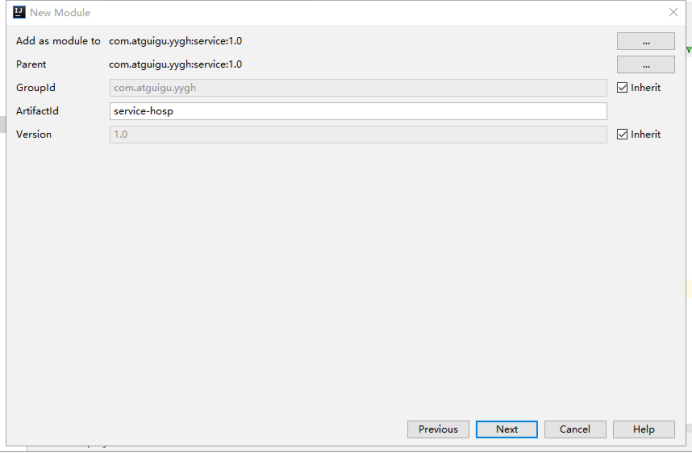 New Module
Add as module to com.atguigu.yygh:service:1.0 ...
Parent com.atguigu.yygh:service:1.0 ...
GroupId com.atguigu.yygh Inherit
ArtifactId service-hosp
Version 1.0 Inherit
Previous Next Cancel Help